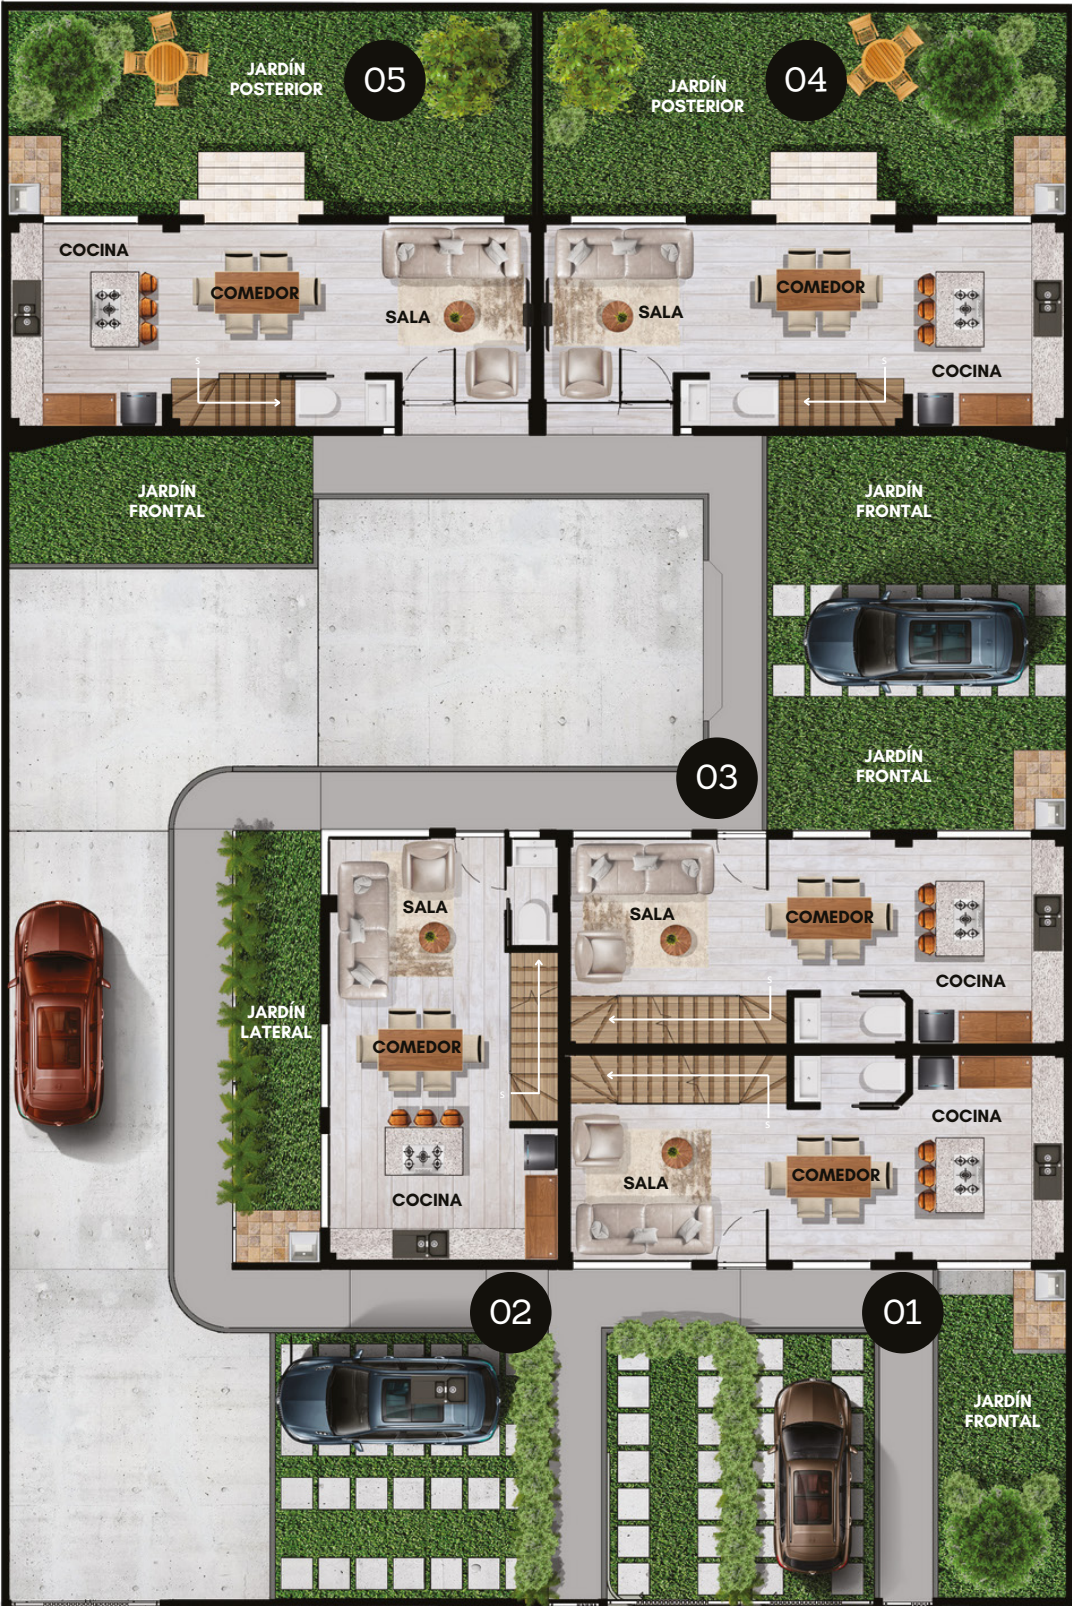 JARDÍN
POSTERIOR
05
JARDÍN
POSTERIOR
04
COCINA
COMEDOR
SALA
SALA
COMEDOR
COCINA
S
S
JARDÍN
FRONTAL
JARDÍN
FRONTAL
JARDÍN
FRONTAL
03
SALA
SALA
COMEDOR
COCINA
S
JARDÍN
LATERAL
COMEDOR
S
COCINA
S
SALA
COMEDOR
COCINA
02
01
JARDÍN
FRONTAL